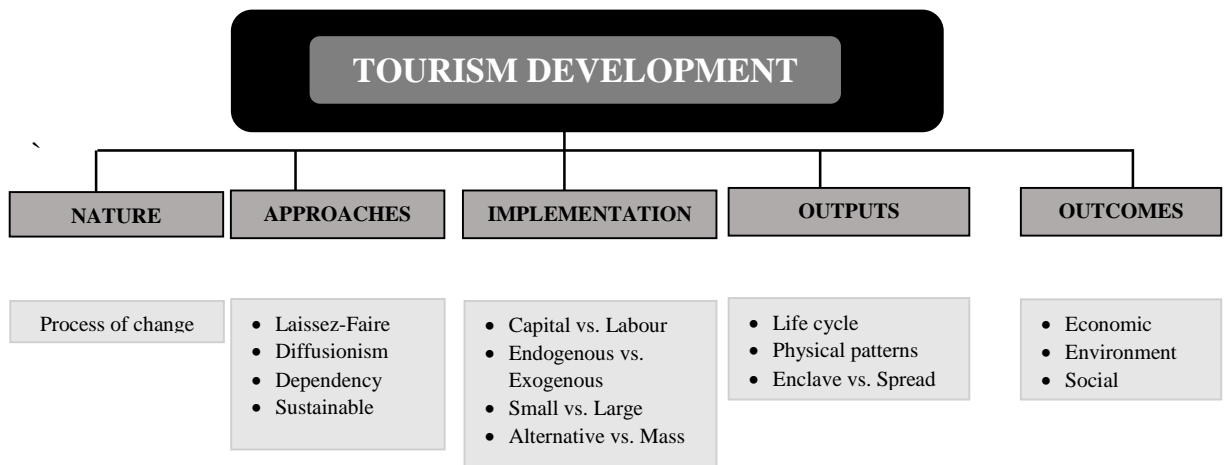 TOURISM DEVELOPMENT
`
NATURE
APPROACHES
IMPLEMENTATION
OUTPUTS
OUTCOMES
Process of change
• Laissez-Faire
• Diffusionism
• Dependency
• Sustainable
• Capital vs. Labour
• Endogenous vs.
Exogenous
• Small vs. Large
• Alternative vs. Mass
• Life cycle
• Physical patterns
• Enclave vs. Spread
• Economic
• Environment
• Social